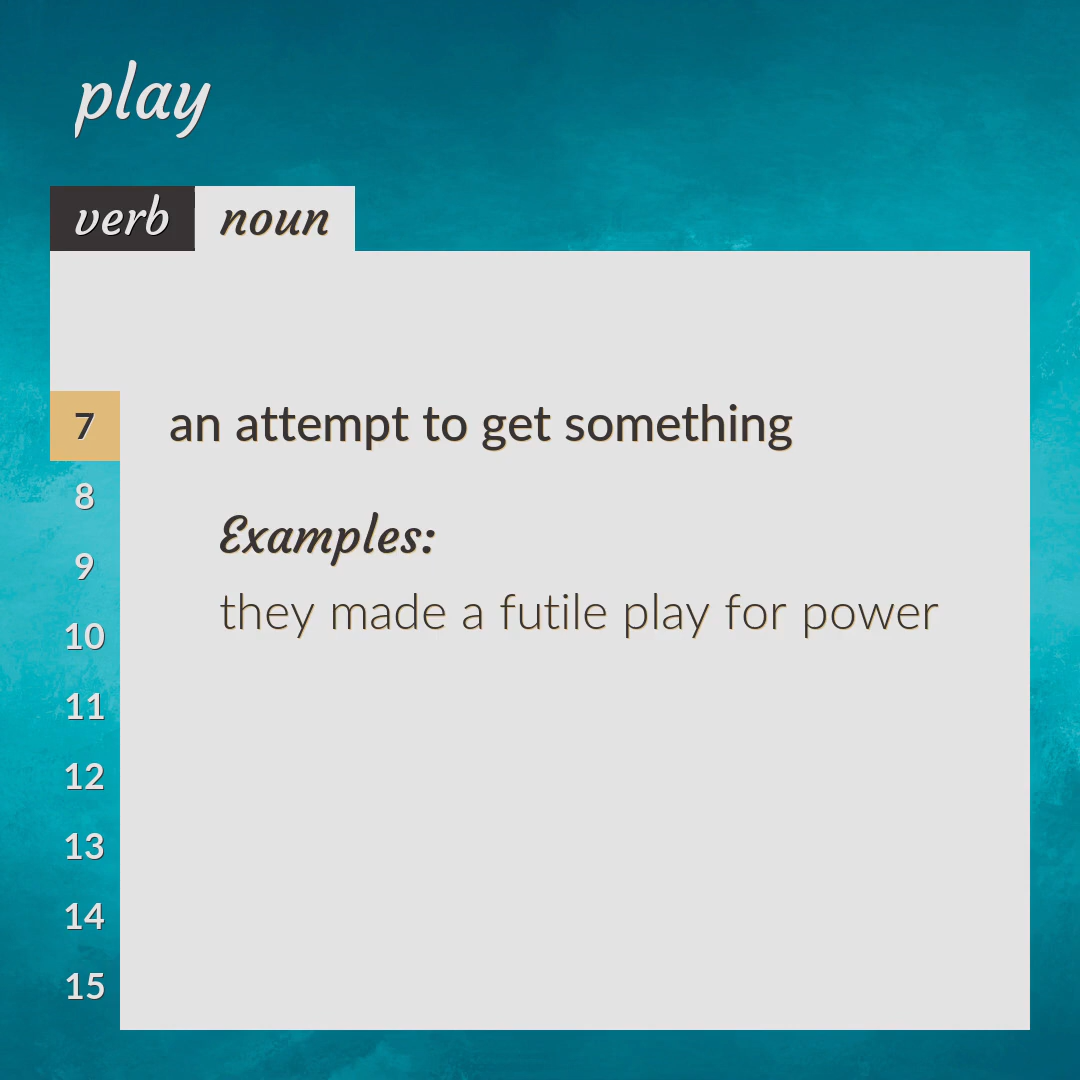 play
verb noun
7 an attempt to get something
8
Examples:
9
they made a futile play for power
10
11
12
13
14
15